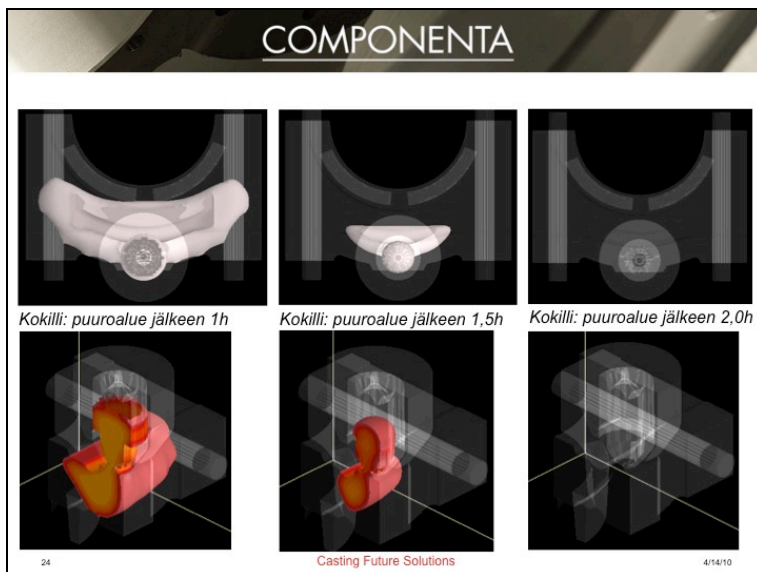 COMPONENTA
Kokilli: puuroalue jälkeen 1h
Kokilli: puuroalue jälkeen 1,5h
Kokilli: puuroalue jälkeen 2,0h
24
Casting Future Solutions
4/14/10